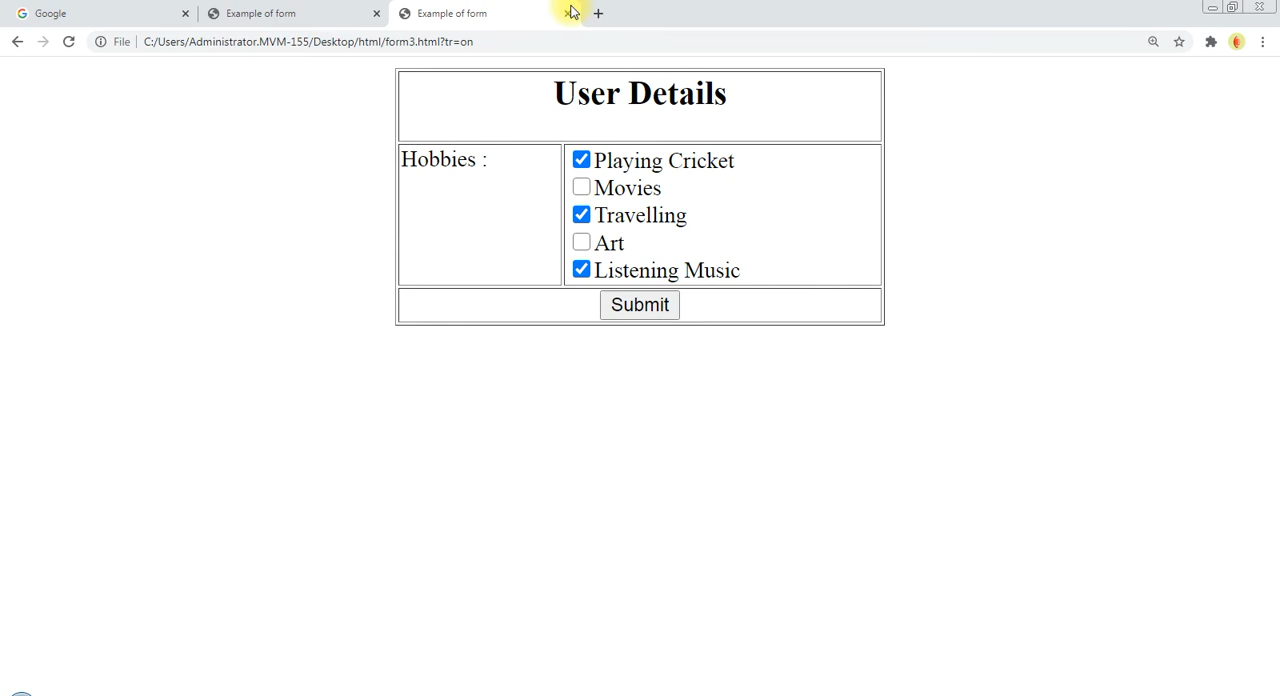 Google
Example of form
Example of form
File
C:/Users/Administrator.MVM-155/Desktop/html/form3.html?tr=on
User Details
Hobbies :
Playing Cricket
Movies
Travelling
Art
Listening Music
Submit